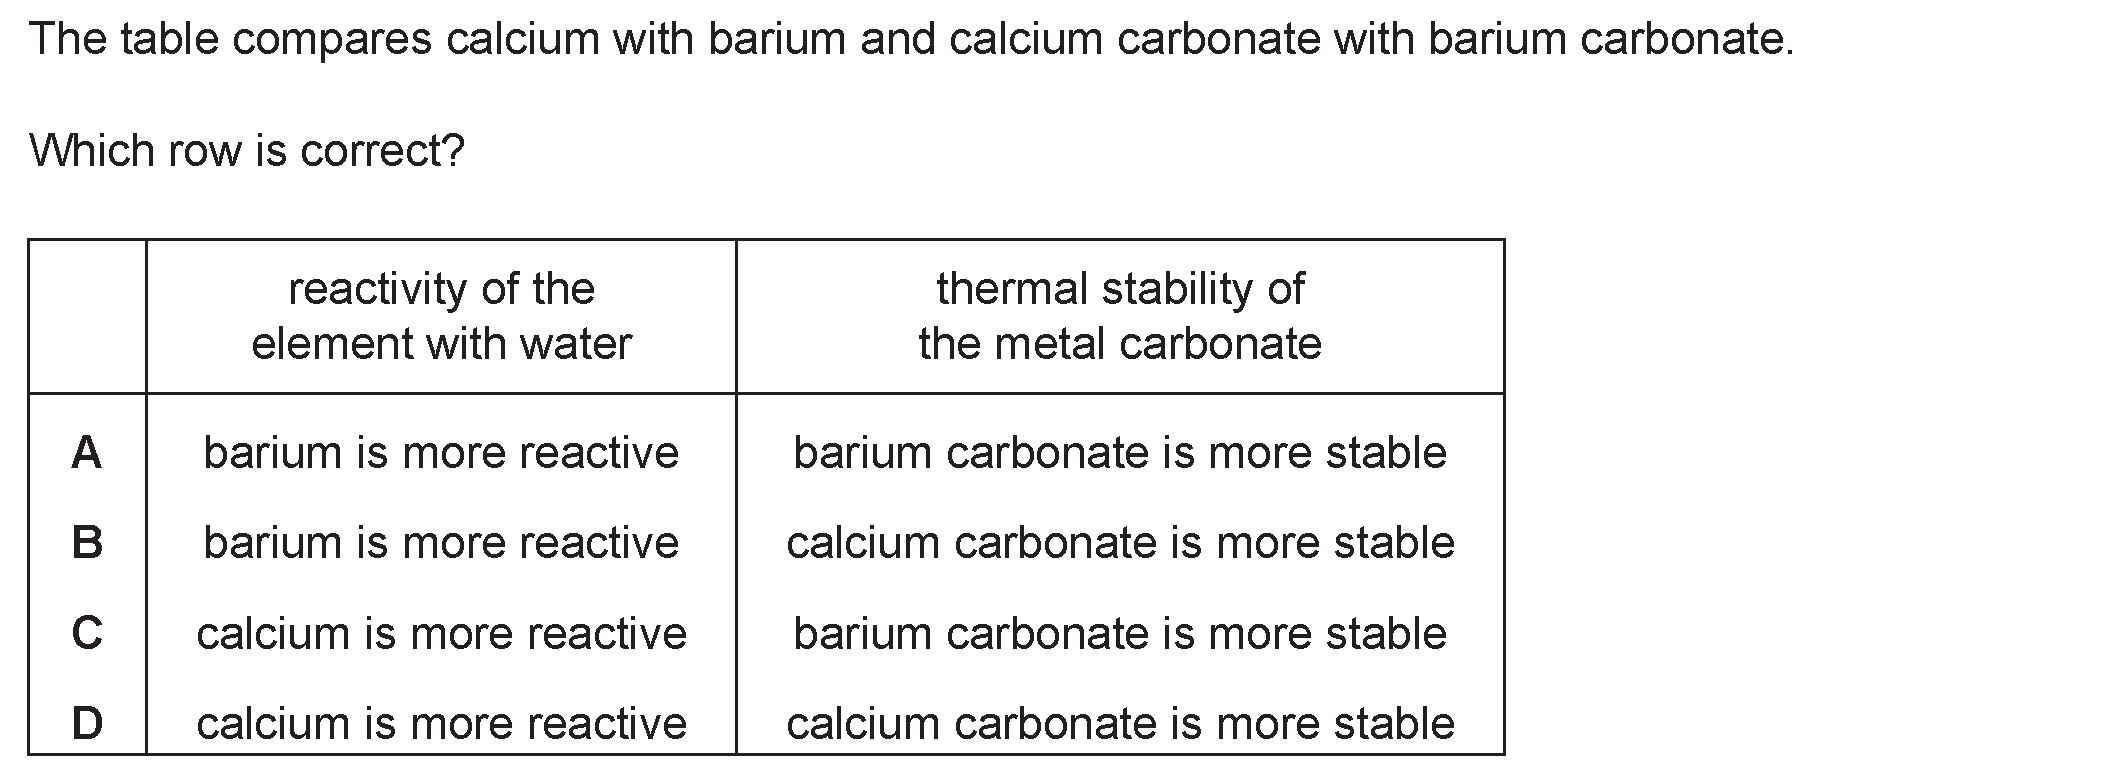 The table compares calcium with barium and calcium carbonate with barium carbonate.
Which row is correct?
reactivity of the element with water | thermal stability of the metal carbonate
A barium is more reactive barium carbonate is more stable
B barium is more reactive calcium carbonate is more stable
C calcium is more reactive barium carbonate is more stable
D calcium is more reactive calcium carbonate is more stable